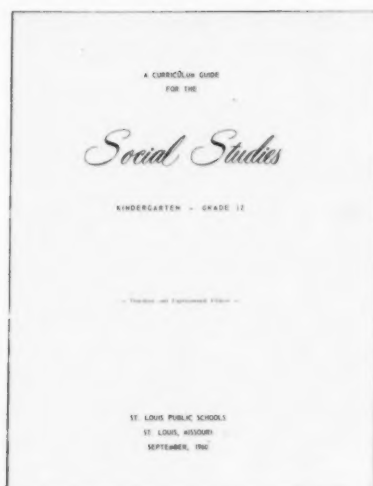 A CURRICULUM GUIDE
FOR THE
Social Studies
KINDERGARTEN - GRADE 12
ST. LOUIS PUBLIC SCHOOLS
ST. LOUIS, MISSOURI
SEPTEMBER, 1960